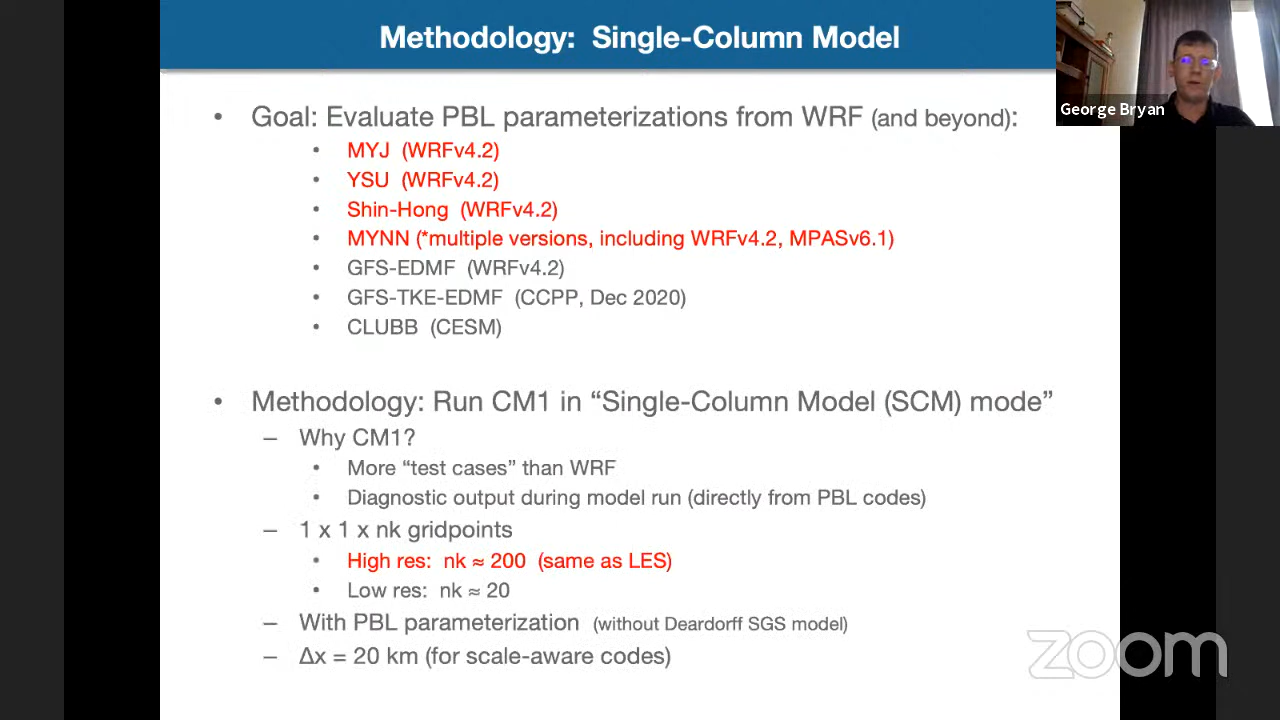 Methodology:  Single-Column Model
George Bryan
• Goal: Evaluate PBL parameterizations from WRF (and beyond):
• MYJ  (WRFv4.2)
• YSU  (WRFv4.2)
• Shin-Hong  (WRFv4.2)
• MYNN (*multiple versions, including WRFv4.2, MPASv6.1)
• GFS-EDMF  (WRFv4.2)
• GFS-TKE-EDMF  (CCPP, Dec 2020)
• CLUBB  (CESM)
• Methodology: Run CM1 in “Single-Column Model (SCM) mode”
– Why CM1?
• More “test cases” than WRF
• Diagnostic output during model run (directly from PBL codes)
– 1 x 1 x nk gridpoints
• High res:  nk ≈ 200  (same as LES)
• Low res:  nk ≈ 20
– With PBL parameterization  (without Deardorff SGS model)
– Δx = 20 km (for scale-aware codes)
zoom